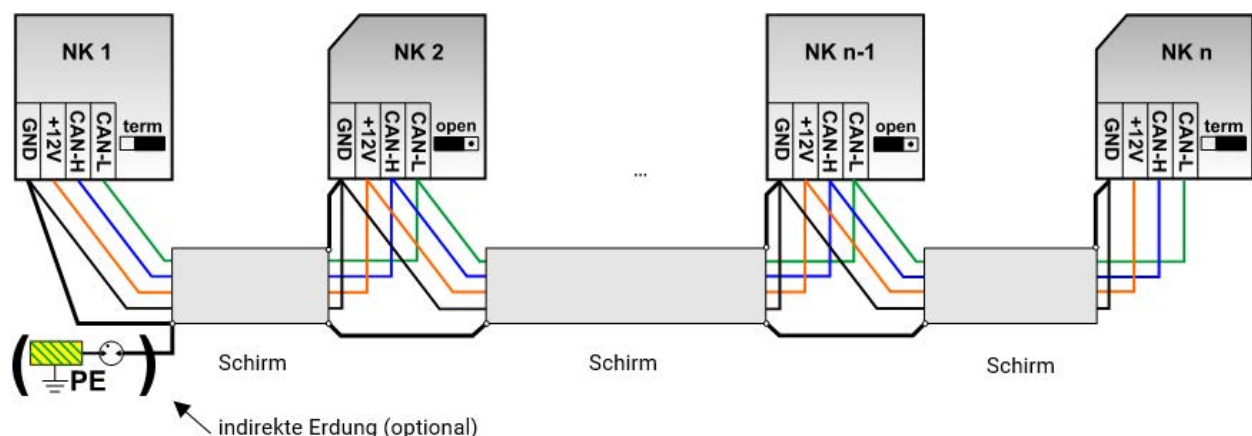 NK 1
NK 2
NK n-1
NK n
GND
+12V
CAN-H
CAN-L
term
GND
+12V
CAN-H
CAN-L
open
GND
+12V
CAN-H
CAN-L
open
GND
+12V
CAN-H
CAN-L
term
...
( PE )
Schirm
Schirm
Schirm
indirekte Erdung (optional)